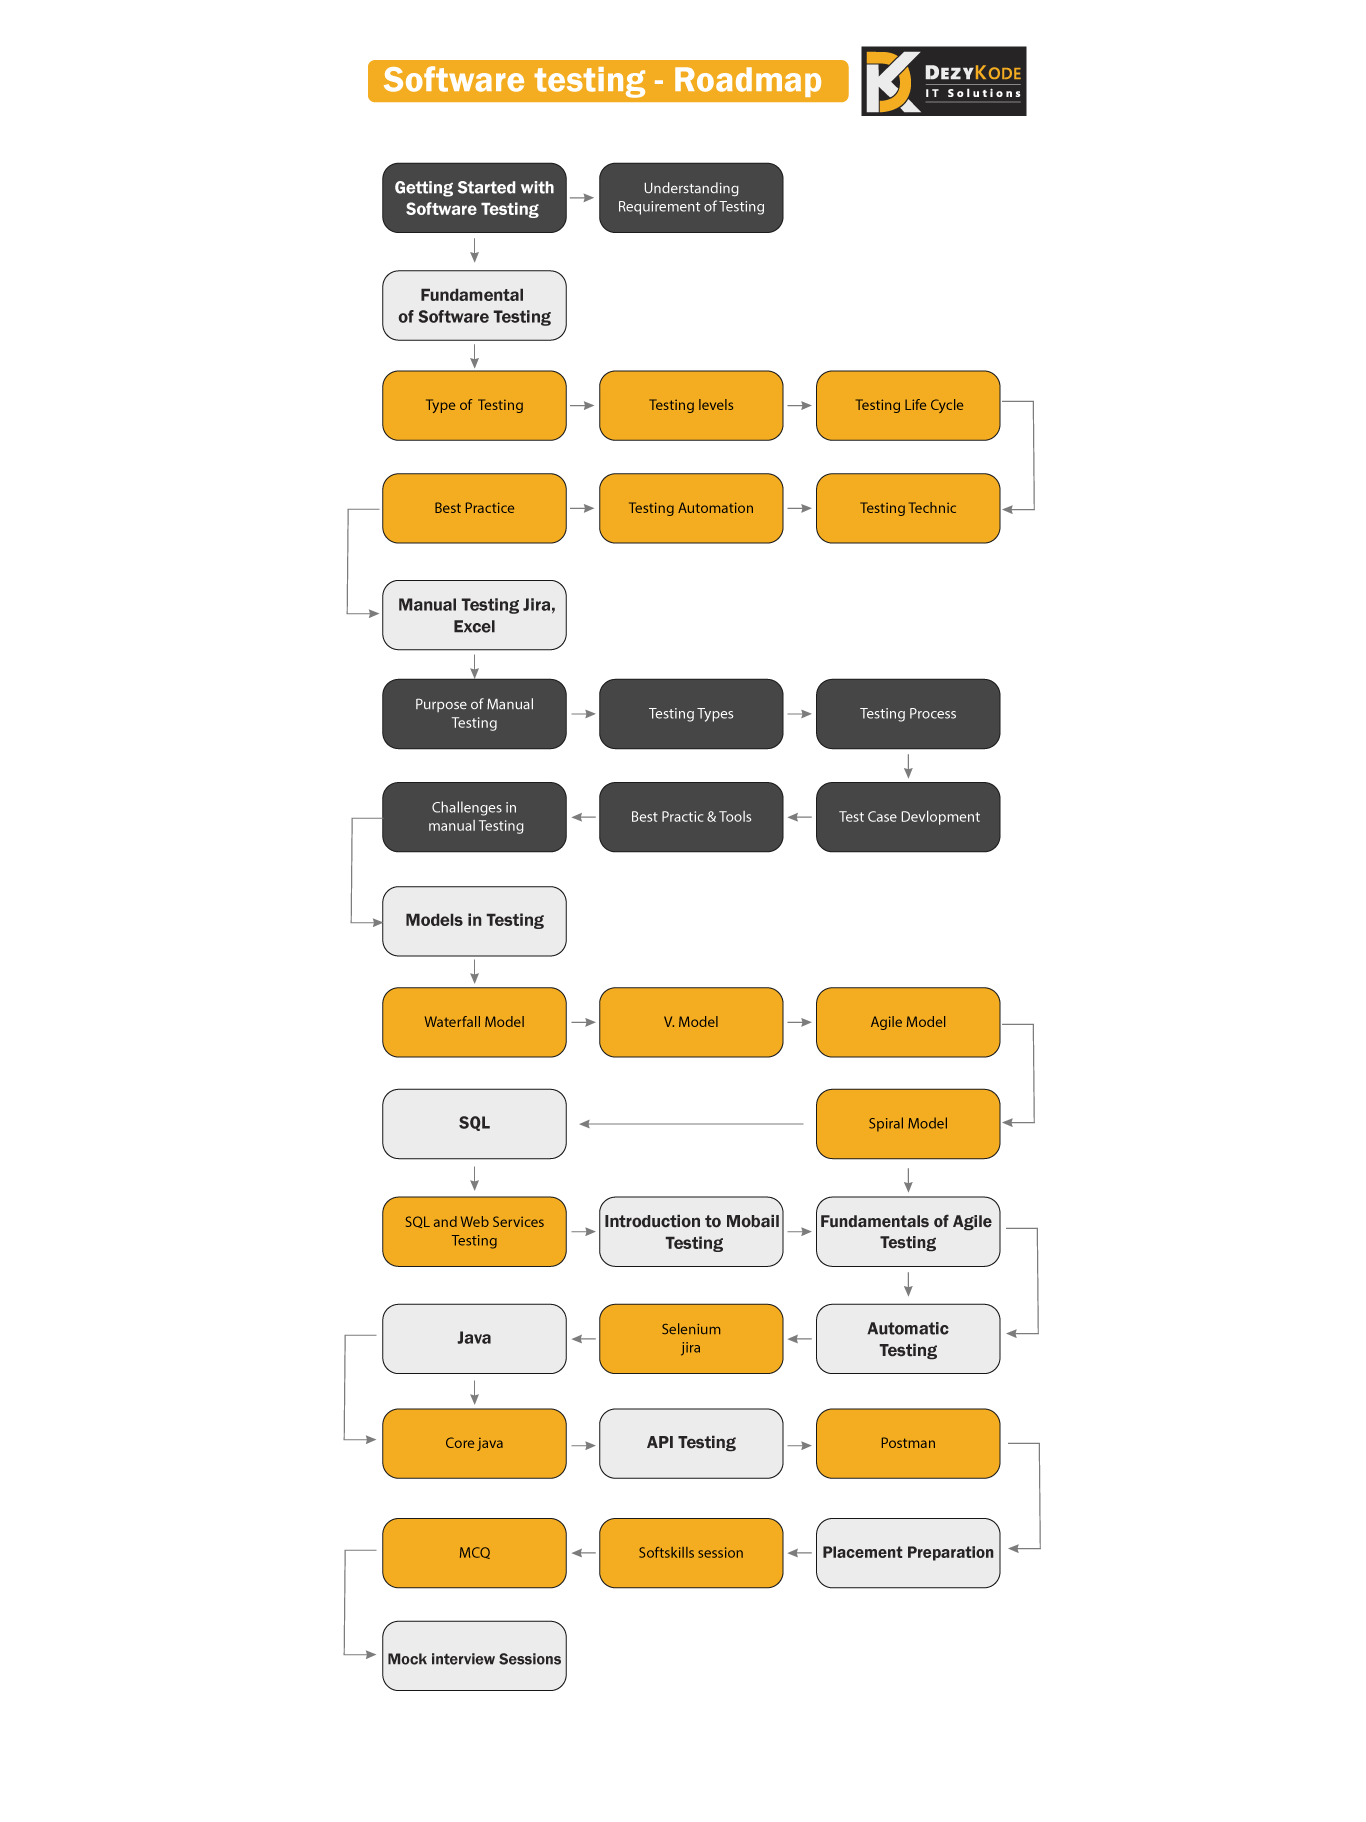 Software testing - Roadmap
DEZYKODE
IT Solutions
Getting Started with
Software Testing
Understanding
Requirement of Testing
Fundamental
of Software Testing
Type of Testing
Testing levels
Testing Life Cycle
Best Practice
Testing Automation
Testing Technic
Manual Testing Jira,
Excel
Purpose of Manual
Testing
Testing Types
Testing Process
Challenges in
manual Testing
Best Practic & Tools
Test Case Devlopment
Models in Testing
Waterfall Model
V. Model
Agile Model
SQL
Spiral Model
SQL and Web Services
Testing
Introduction to Mobail
Testing
Fundamentals of Agile
Testing
Java
Selenium
jira
Automatic
Testing
Core java
API Testing
Postman
MCQ
Softskills session
Placement Preparation
Mock interview Sessions